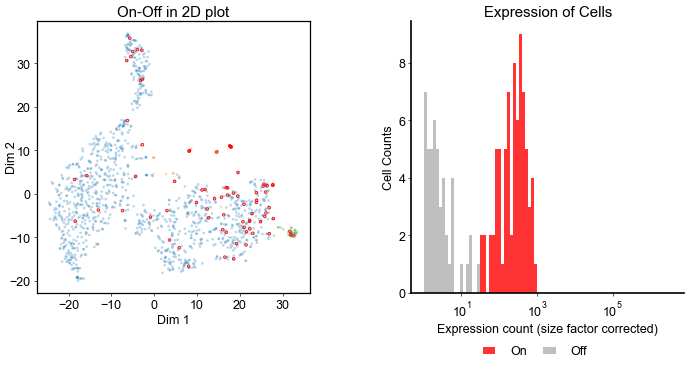 On-Off in 2D plot
Dim 2
30
20
10
0
−10
−20
−20 −10 0 10 20 30
Dim 1
Expression of Cells
Cell Counts
8
6
4
2
0
10^1 10^3 10^5
Expression count (size factor corrected)
On Off